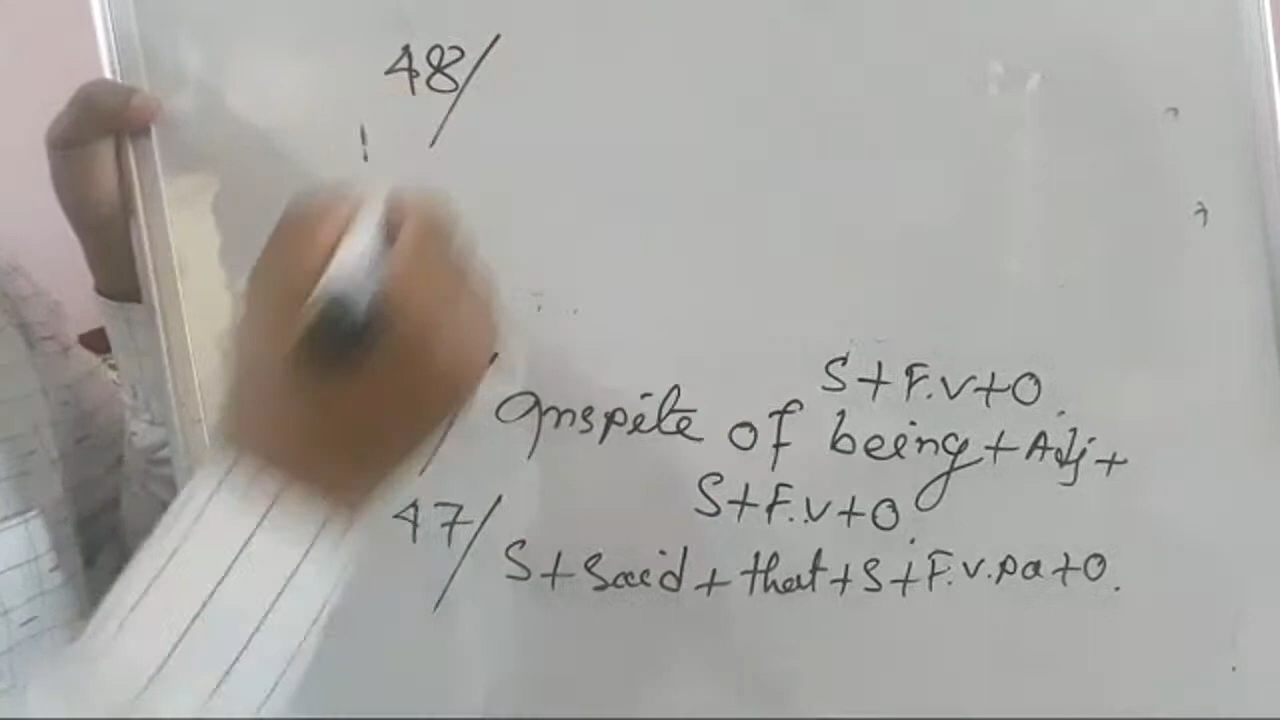 48/
S+F.V+O.
Inspite of being+Adj+
S+F.V+O.
47/ S+Said+that+S+F.V.pa+O.